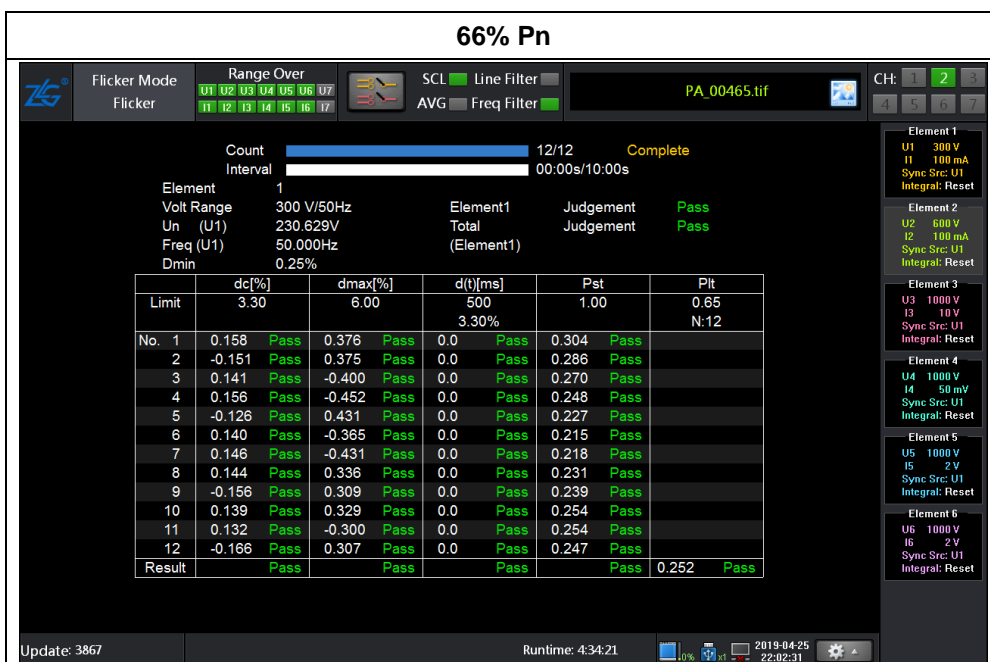 66% Pn
ZLG®
Flicker Mode
Flicker
Range Over
U1 U2 U3 U4 U5 U6 U7
I1 I2 I3 I4 I5 I6 I7
SCL Line Filter
AVG Freq Filter
PA_00465.tif
CH: 1 2 3
4 5 6 7
Count 12/12 Complete
Interval 00:00s/10:00s
Element 1
Volt Range 300 V/50Hz Element1 Judgement Pass
Un (U1) 230.629V Total Judgement Pass
Freq (U1) 50.000Hz (Element1)
Dmin 0.25%
dc[%] dmax[%] d(t)[ms] Pst Plt
Limit 3.30 6.00 500 1.00 0.65
3.30% N:12
No. 1 0.158 Pass 0.376 Pass 0.0 Pass 0.304 Pass
2 -0.151 Pass 0.375 Pass 0.0 Pass 0.286 Pass
3 0.141 Pass -0.400 Pass 0.0 Pass 0.270 Pass
4 0.156 Pass -0.452 Pass 0.0 Pass 0.248 Pass
5 -0.126 Pass 0.431 Pass 0.0 Pass 0.227 Pass
6 0.140 Pass -0.365 Pass 0.0 Pass 0.215 Pass
7 0.146 Pass -0.431 Pass 0.0 Pass 0.218 Pass
8 0.144 Pass 0.336 Pass 0.0 Pass 0.231 Pass
9 -0.156 Pass 0.309 Pass 0.0 Pass 0.239 Pass
10 0.139 Pass 0.329 Pass 0.0 Pass 0.254 Pass
11 0.132 Pass -0.300 Pass 0.0 Pass 0.254 Pass
12 -0.166 Pass 0.307 Pass 0.0 Pass 0.247 Pass
Result Pass Pass Pass Pass 0.252 Pass
Element 1
U1 300 V
I1 100 mA
Sync Src: U1
Integral: Reset
Element 2
U2 600 V
I2 100 mA
Sync Src: U1
Integral: Reset
Element 3
U3 1000 V
I3 10 V
Sync Src: U1
Integral: Reset
Element 4
U4 1000 V
I4 50 mV
Sync Src: U1
Integral: Reset
Element 5
U5 1000 V
I5 2 V
Sync Src: U1
Integral: Reset
Element 6
U6 1000 V
I6 2 V
Sync Src: U1
Integral: Reset
Update: 3867
Runtime: 4:34:21
0%
x1
2019-04-25
22:02:31